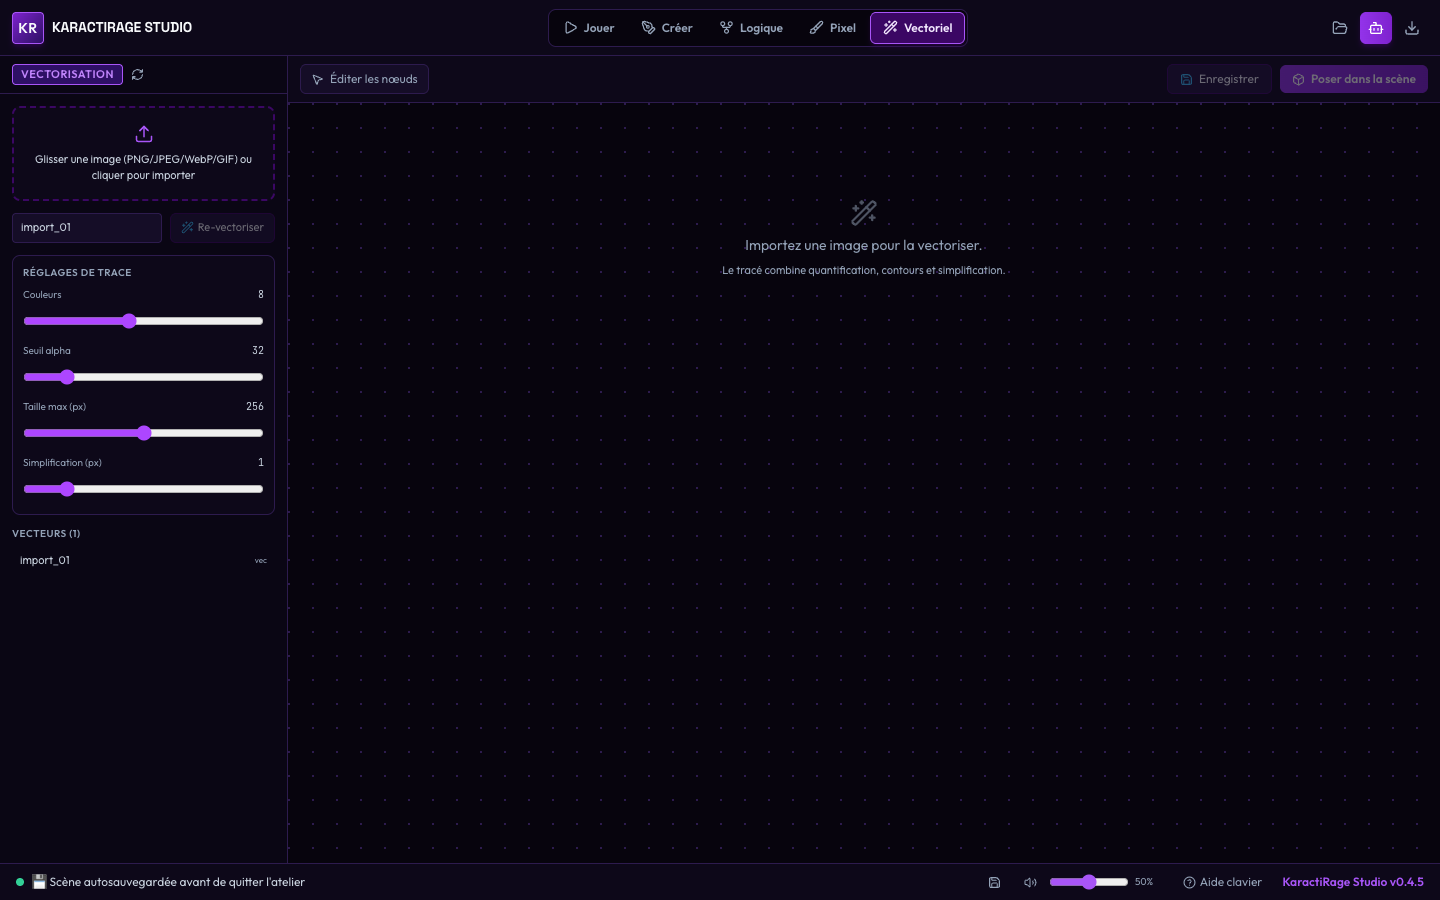 KR KARACTIRAGE STUDIO
Jouer
Créer
Logique
Pixel
Vectoriel
VECTORISATION
Éditer les nœuds
Enregistrer
Poser dans la scène
Glisser une image (PNG/JPEG/WebP/GIF) ou
cliquer pour importer
import_01
Re-vectoriser
RÉGLAGES DE TRACE
Couleurs 8
Seuil alpha 32
Taille max (px) 256
Simplification (px) 1
VECTEURS (1)
import_01 vec
Importez une image pour la vectoriser.
Le tracé combine quantification, contours et simplification.
Scène autosauvegardée avant de quitter l'atelier
50%
Aide clavier
KaractiRage Studio v0.4.5